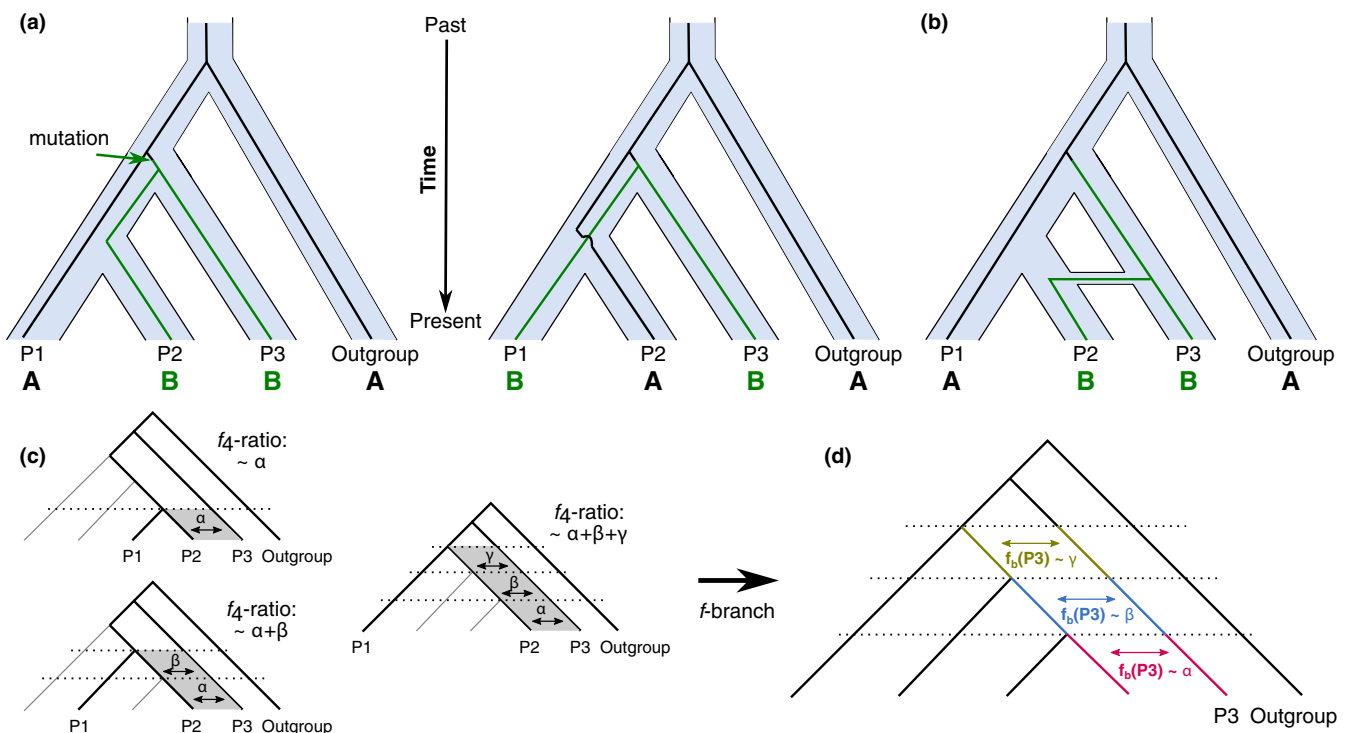 (a)
Past
(b)
mutation
Time
Present
P1 P2 P3 Outgroup
A B B A
P1 P2 P3 Outgroup
B A B A
P1 P2 P3 Outgroup
A B B A
(c)
f4-ratio:
~ α
α
P1 P2 P3 Outgroup
f4-ratio:
~ α+β
β
α
P1 P2 P3 Outgroup
f4-ratio:
~ α+β+γ
γ
β
α
P1 P2 P3 Outgroup
f-branch
(d)
fb(P3) ~ γ
fb(P3) ~ β
fb(P3) ~ α
P3 Outgroup